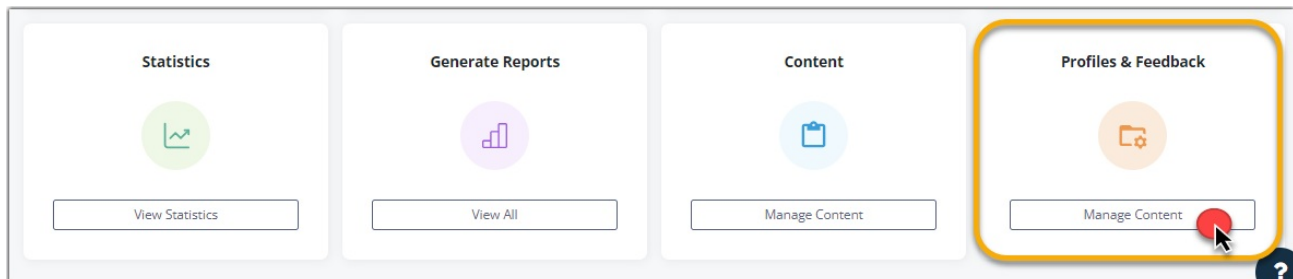 Statistics
Generate Reports
Content
Profiles & Feedback
View Statistics
View All
Manage Content
Manage Content
?